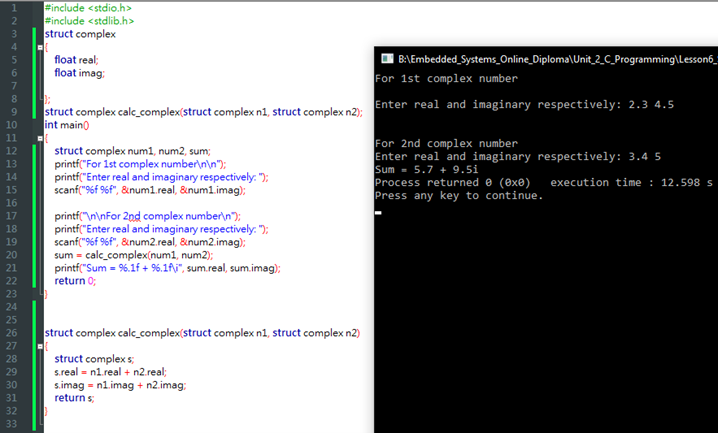 1 #include <stdio.h>
2 #include <stdlib.h>
3 struct complex
4 {
5 float real;
6 float imag;
7
8 };
9 struct complex calc_complex(struct complex n1, struct complex n2);
10 int main()
11 {
12 struct complex num1, num2, sum;
13 printf("For 1st complex number\n\n");
14 printf("Enter real and imaginary respectively: ");
15 scanf("%f %f", &num1.real, &num1.imag);
16
17 printf("\n\nFor 2nd complex number\n");
18 printf("Enter real and imaginary respectively: ");
19 scanf("%f %f", &num2.real, &num2.imag);
20 sum = calc_complex(num1, num2);
21 printf("Sum = %.1f + %.1f\i", sum.real, sum.imag);
22 return 0;
23 }
24
25
26 struct complex calc_complex(struct complex n1, struct complex n2)
27 {
28 struct complex s;
29 s.real = n1.real + n2.real;
30 s.imag = n1.imag + n2.imag;
31 return s;
32 }
33
B:\Embedded_Systems_Online_Diploma\Unit_2_C_Programming\Lesson6_
For 1st complex number
Enter real and imaginary respectively: 2.3 4.5
For 2nd complex number
Enter real and imaginary respectively: 3.4 5
Sum = 5.7 + 9.5i
Process returned 0 (0x0) execution time : 12.598 s
Press any key to continue.